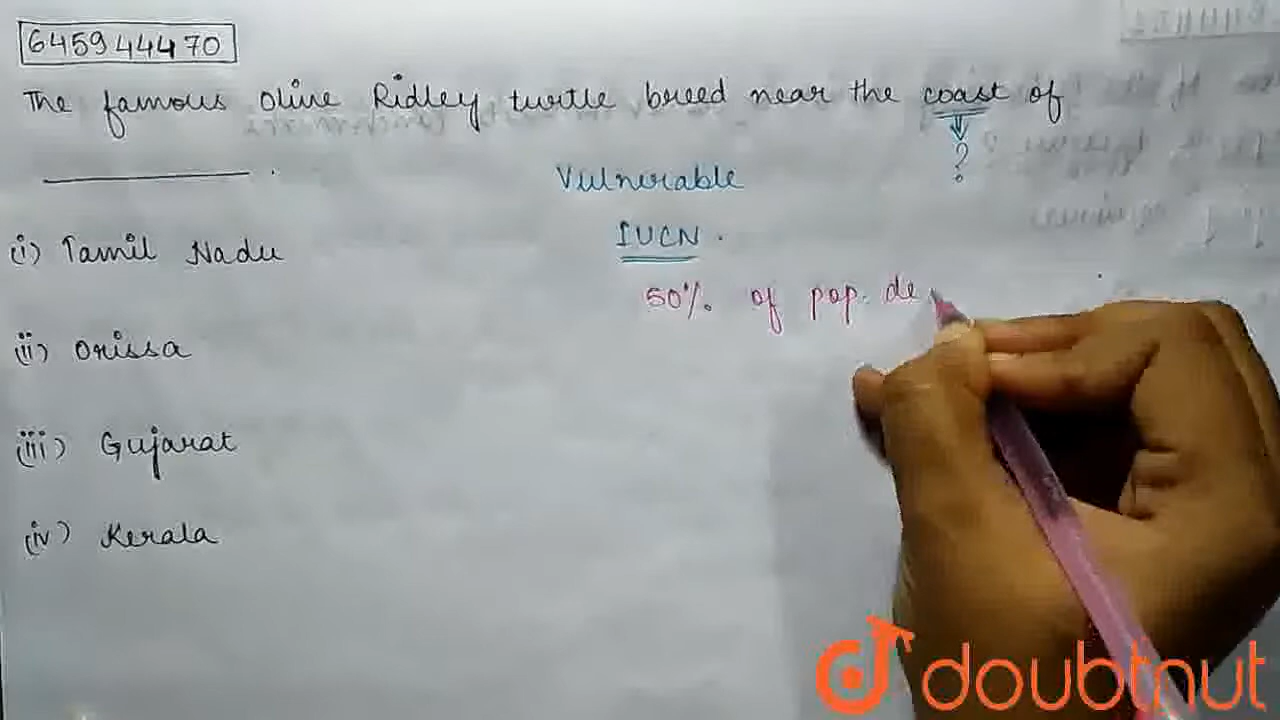 645944470
The famous Olive Ridley turtle breed near the coast of
?
________ .
Vulnerable
IUCN .
(i) Tamil Nadu
50% of pop. de
(ii) Orissa
(iii) Gujarat
(iv) Kerala
doubtnut